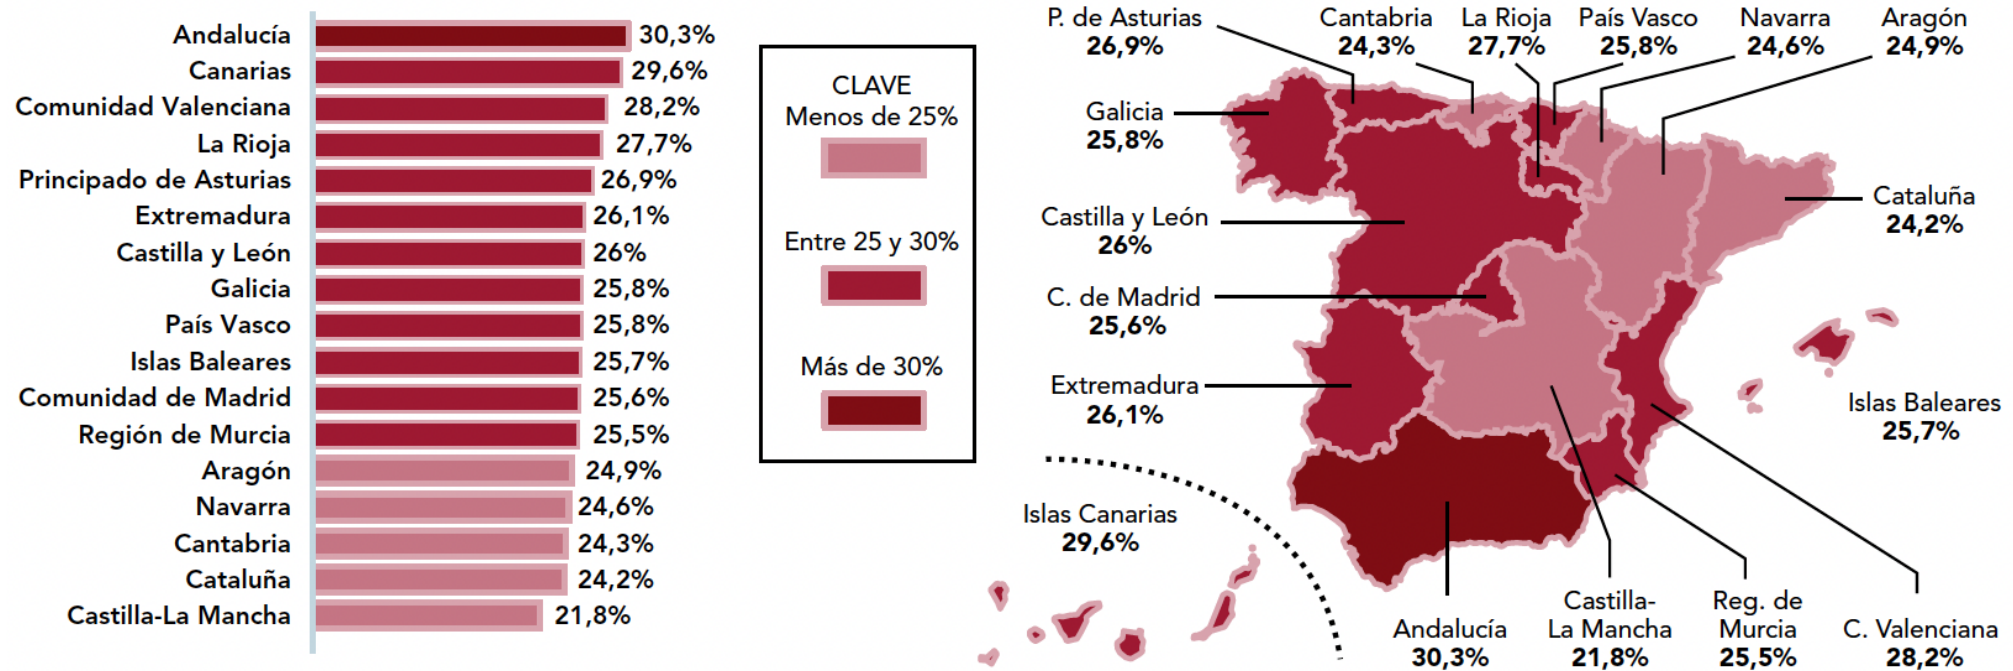 Andalucía 30,3%
Canarias 29,6%
Comunidad Valenciana 28,2%
La Rioja 27,7%
Principado de Asturias 26,9%
Extremadura 26,1%
Castilla y León 26%
Galicia 25,8%
País Vasco 25,8%
Islas Baleares 25,7%
Comunidad de Madrid 25,6%
Región de Murcia 25,5%
Aragón 24,9%
Navarra 24,6%
Cantabria 24,3%
Cataluña 24,2%
Castilla-La Mancha 21,8%
CLAVE
Menos de 25%
Entre 25 y 30%
Más de 30%
P. de Asturias
26,9%
Cantabria
24,3%
La Rioja
27,7%
País Vasco
25,8%
Navarra
24,6%
Aragón
24,9%
Galicia
25,8%
Cataluña
24,2%
Castilla y León
26%
C. de Madrid
25,6%
Extremadura
26,1%
Islas Baleares
25,7%
Islas Canarias
29,6%
Andalucía
30,3%
Castilla-
La Mancha
21,8%
Reg. de
Murcia
25,5%
C. Valenciana
28,2%